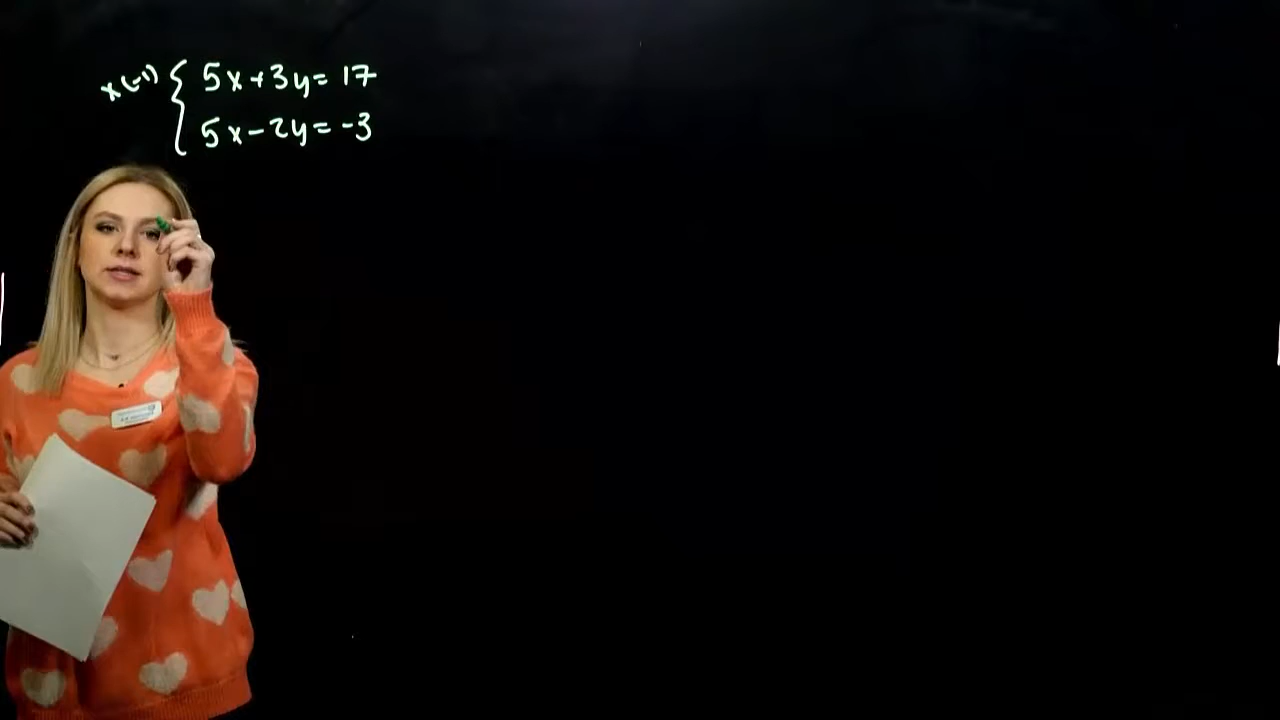 x(-1) { 5x+3y= 17
5x-2y= -3